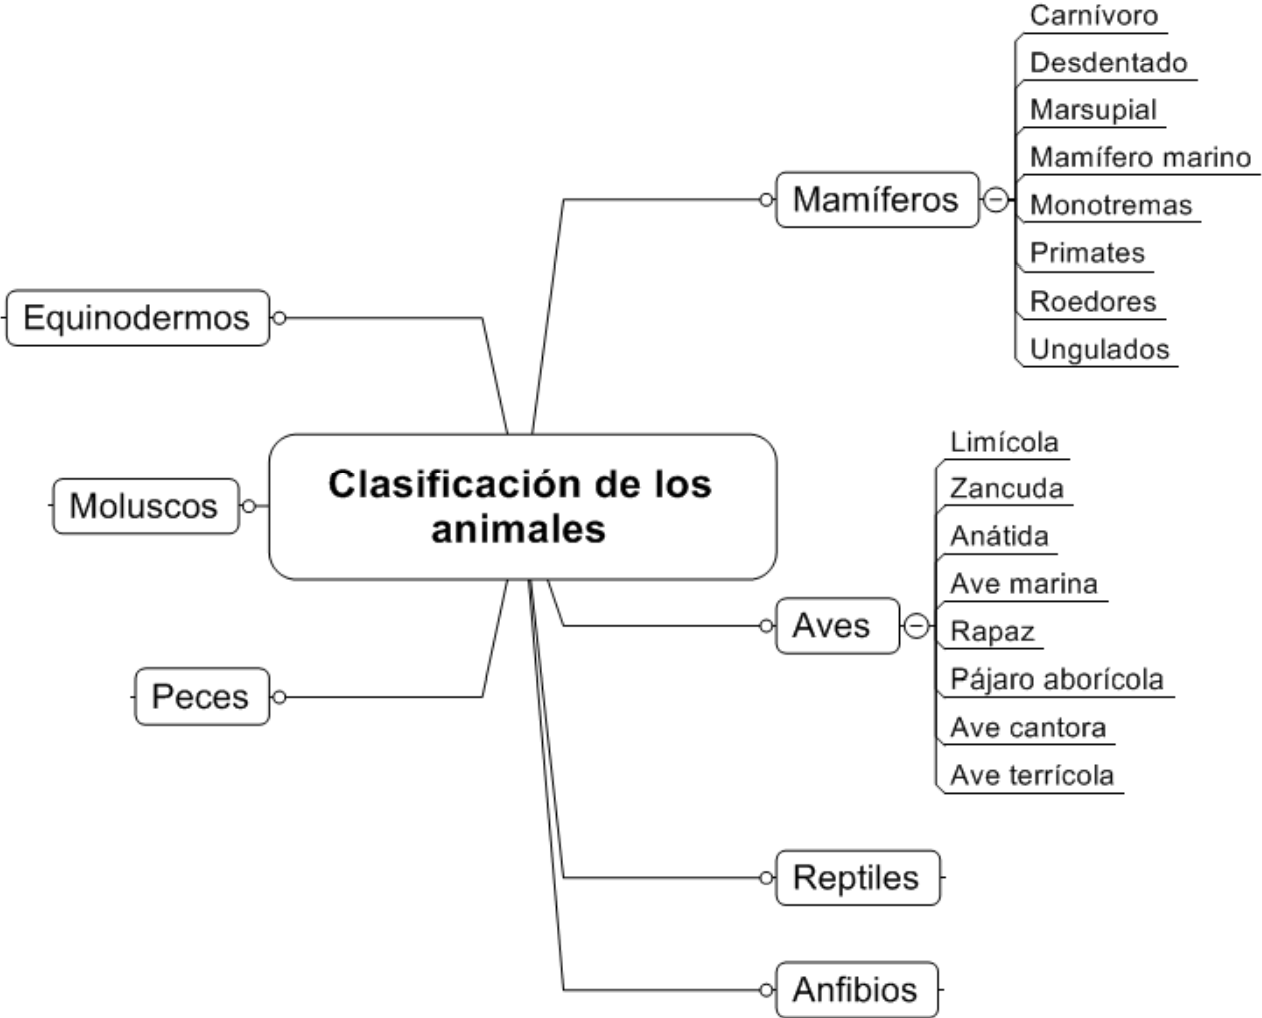 Clasificación de los
animales
Mamíferos
Carnívoro
Desdentado
Marsupial
Mamífero marino
Monotremas
Primates
Roedores
Ungulados
Aves
Limícola
Zancuda
Anátida
Ave marina
Rapaz
Pájaro aborícola
Ave cantora
Ave terrícola
Reptiles
Anfibios
Equinodermos
Moluscos
Peces